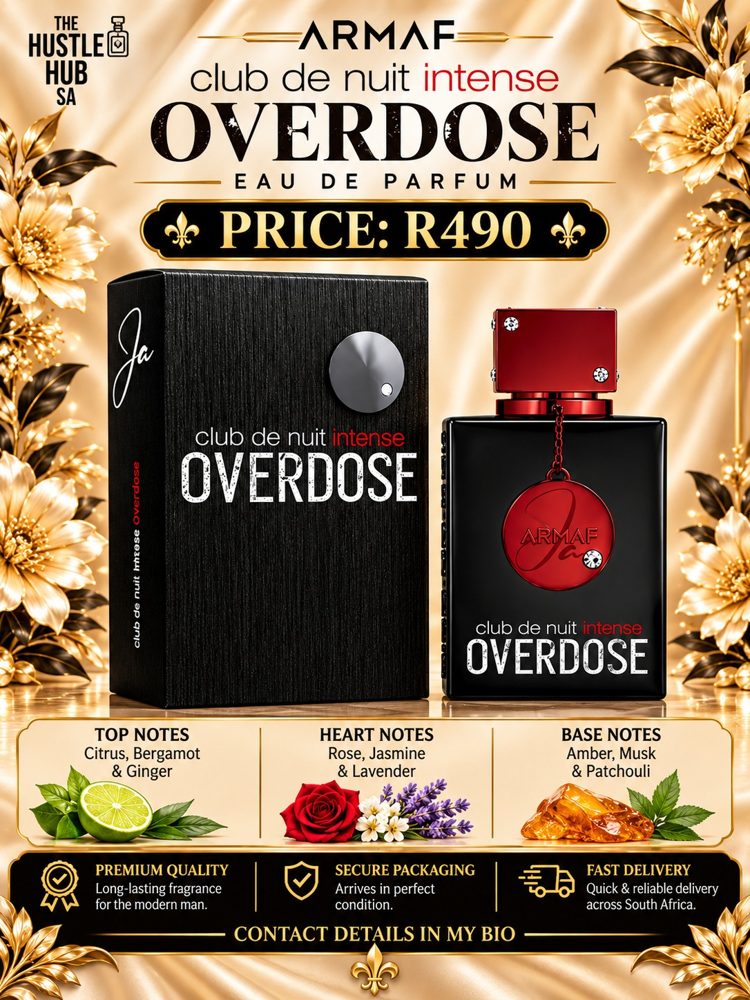 THE
HUSTLE
HUB
SA
ARMAF
club de nuit intense
OVERDOSE
EAU DE PARFUM
PRICE: R490
Ja
club de nuit intense
OVERDOSE
club de nuit intense Overdose
ARMAF
Ja
club de nuit intense
OVERDOSE
TOP NOTES
Citrus, Bergamot
& Ginger
HEART NOTES
Rose, Jasmine
& Lavender
BASE NOTES
Amber, Musk
& Patchouli
PREMIUM QUALITY
Long-lasting fragrance
for the modern man.
SECURE PACKAGING
Arrives in perfect
condition.
FAST DELIVERY
Quick & reliable delivery
across South Africa.
CONTACT DETAILS IN MY BIO